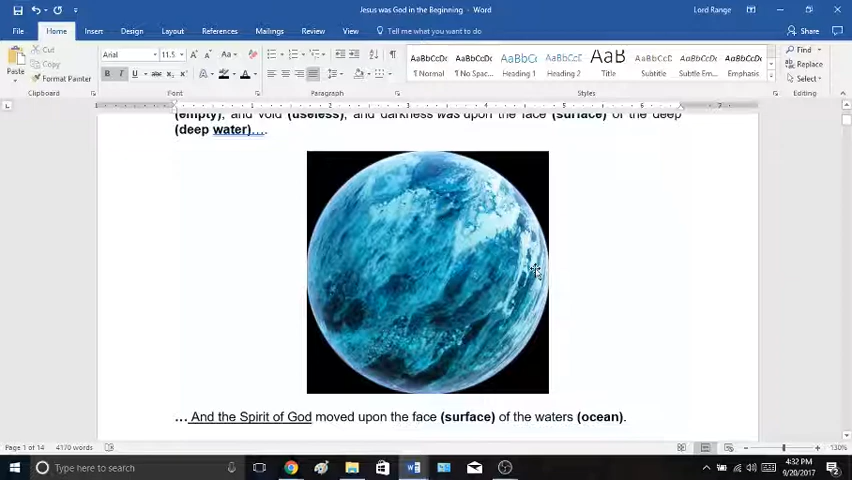 Jesus was God in the Beginning - Word
Lord Range
File Home Insert Design Layout References Mailings Review View Tell me what you want to do Share
Paste
Cut
Copy
Format Painter
Clipboard
Arial 11.5
Font
Paragraph
AaBbCcDc AaBbCcDc AaBbCc AaBbCcC AaB AaBbCcC AaBbCcDc AaBbCcDc
¶ Normal ¶ No Spac... Heading 1 Heading 2 Title Subtitle Subtle Em... Emphasis
Styles
Find
Replace
Select
Editing
(empty), and void (useless), and darkness was upon the face (surface) of the deep
(deep water)….
… And the Spirit of God moved upon the face (surface) of the waters (ocean).
Page 1 of 14 4170 words 130%
Type here to search
4:32 PM
9/20/2017